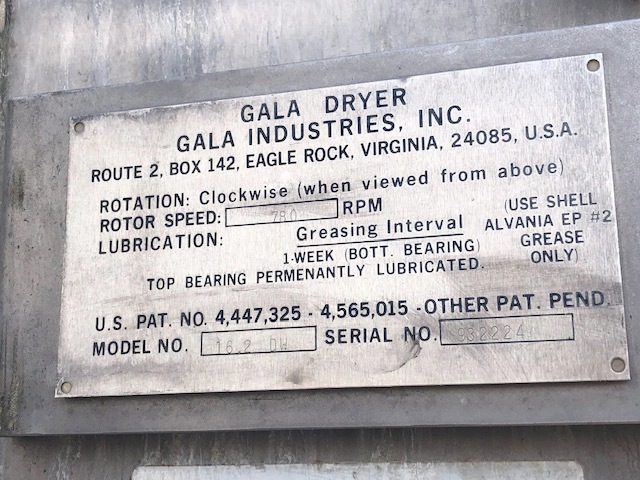 GALA DRYER
GALA INDUSTRIES, INC.
ROUTE 2, BOX 142, EAGLE ROCK, VIRGINIA, 24085, U.S.A.
ROTATION: Clockwise (when viewed from above)
ROTOR SPEED: 780 RPM
LUBRICATION: Greasing Interval
1-WEEK (BOTT. BEARING)
(USE SHELL
ALVANIA EP #2
GREASE
ONLY)
TOP BEARING PERMENANTLY LUBRICATED.
U.S. PAT. NO. 4,447,325 - 4,565,015 -OTHER PAT. PEND.
MODEL NO. 16.2 DW SERIAL NO. 932224